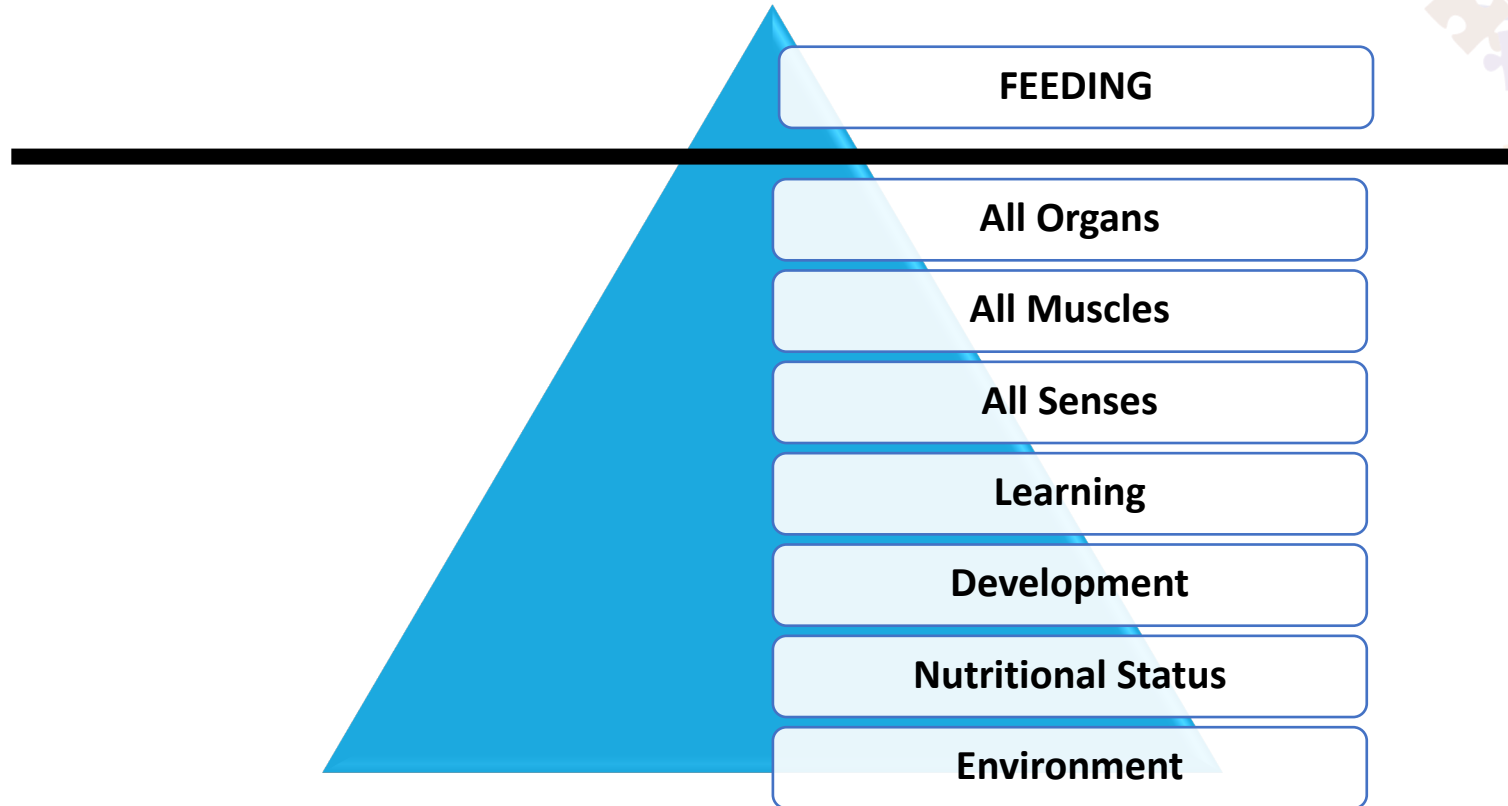 FEEDING
All Organs
All Muscles
All Senses
Learning
Development
Nutritional Status
Environment